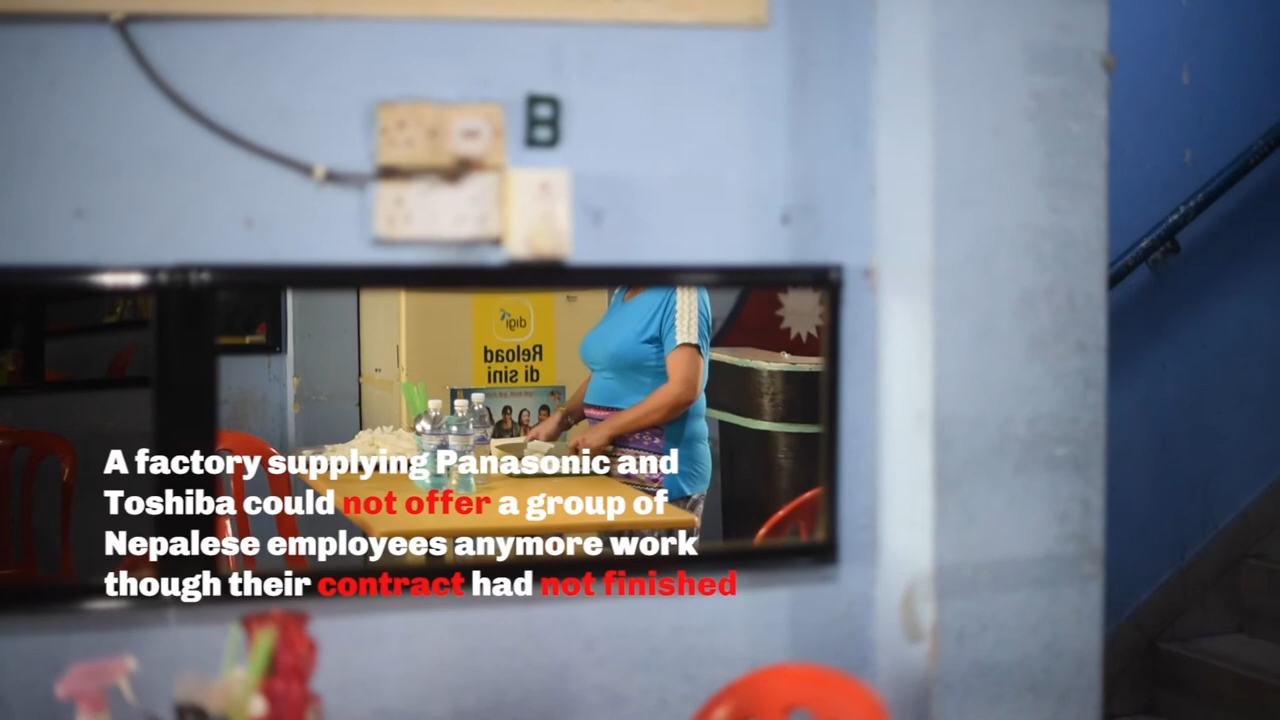 B
digi
Reload
di sini
A factory supplying Panasonic and
Toshiba could not offer a group of
Nepalese employees anymore work
though their contract had not finished